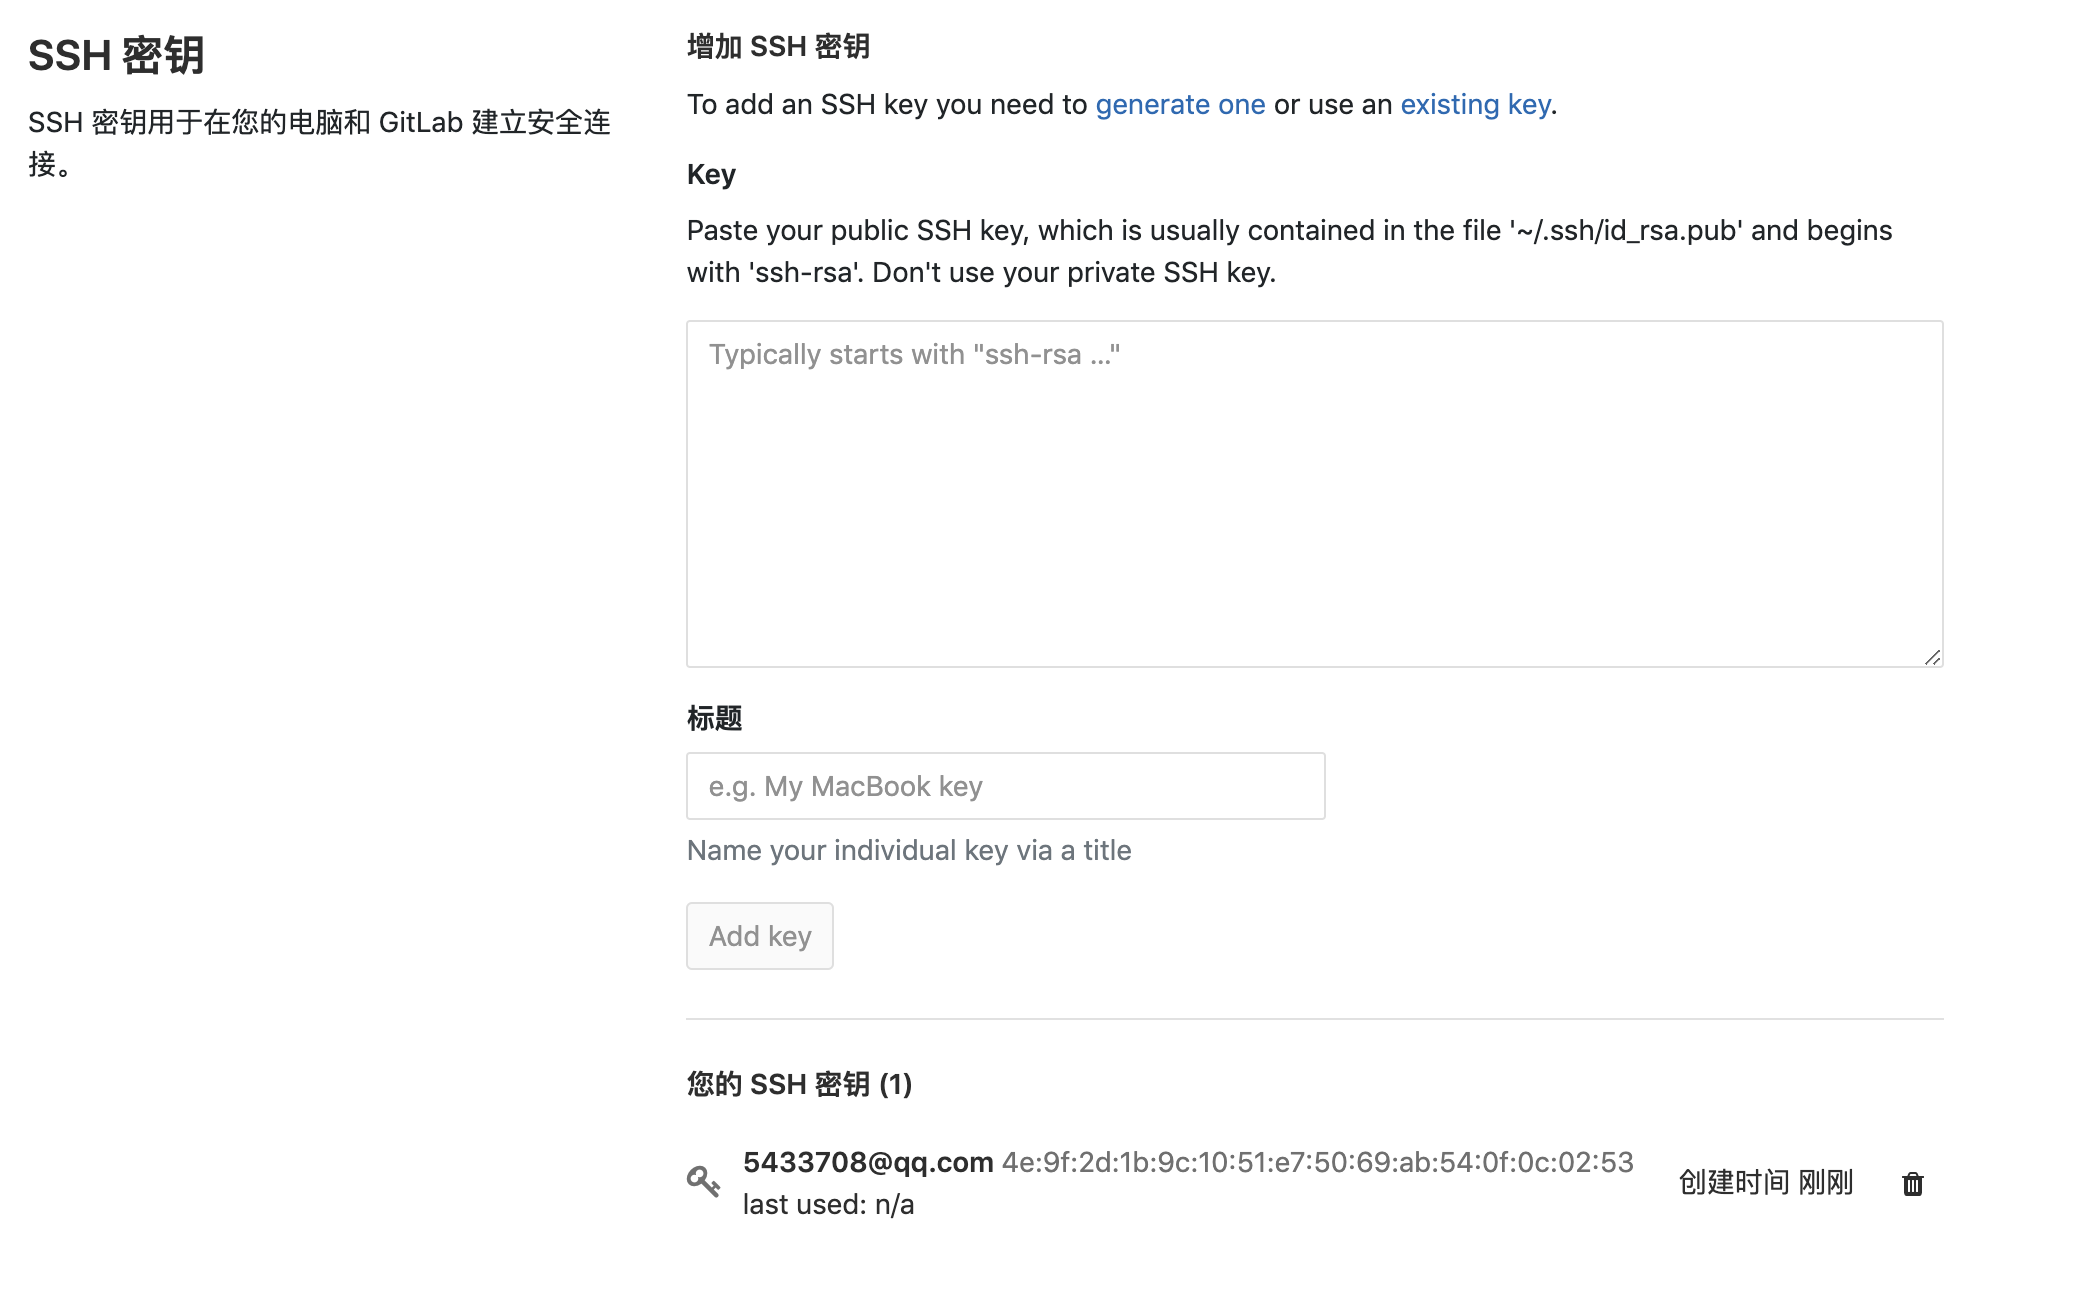 SSH 密钥
SSH 密钥用于在您的电脑和 GitLab 建立安全连
接。
增加 SSH 密钥
To add an SSH key you need to generate one or use an existing key.
Key
Paste your public SSH key, which is usually contained in the file '~/.ssh/id_rsa.pub' and begins
with 'ssh-rsa'. Don't use your private SSH key.
Typically starts with "ssh-rsa ..."
标题
e.g. My MacBook key
Name your individual key via a title
Add key
您的 SSH 密钥 (1)
5433708@qq.com 4e:9f:2d:1b:9c:10:51:e7:50:69:ab:54:0f:0c:02:53
last used: n/a
创建时间 刚刚